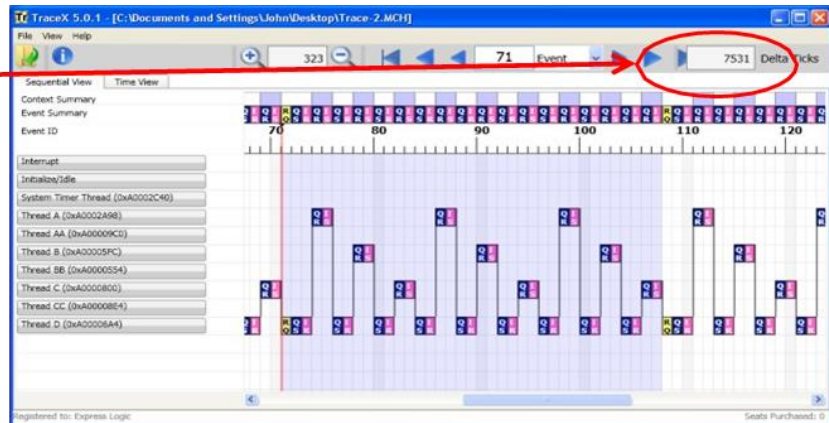 TraceX 5.0.1 - [C:\Documents and Settings\John\Desktop\Trace-2.MCH]
File View Help
323 71 Event 7531 Delta Ticks
Sequential View Time View
Context Summary
Event Summary
Event ID
70 80 90 100 110 120
Interrupt
Initialize/Idle
System Timer Thread (0xA0002C40)
Thread A (0xA0002A98)
Thread AA (0xA00009C0)
Thread B (0xA00005FC)
Thread BB (0xA0000554)
Thread C (0xA0000800)
Thread CC (0xA00008E4)
Thread D (0xA00006A4)
Registered to: Express Logic Seats Purchased: 0